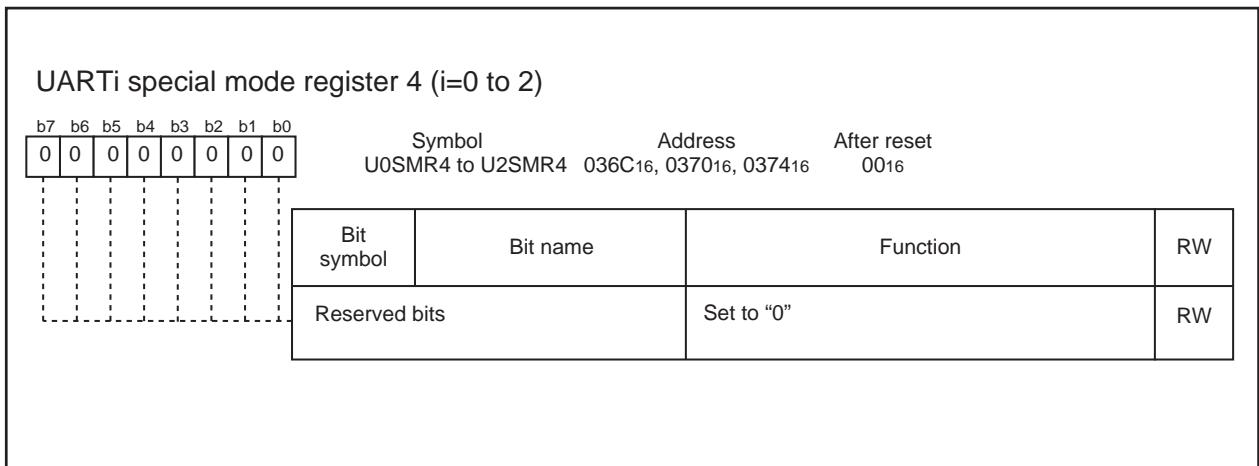 UARTi special mode register 4 (i=0 to 2)
b7 b6 b5 b4 b3 b2 b1 b0
0 0 0 0 0 0 0 0
Symbol Address After reset
U0SMR4 to U2SMR4 036C16, 037016, 037416 0016
Bit symbol Bit name Function RW
Reserved bits Set to “0” RW